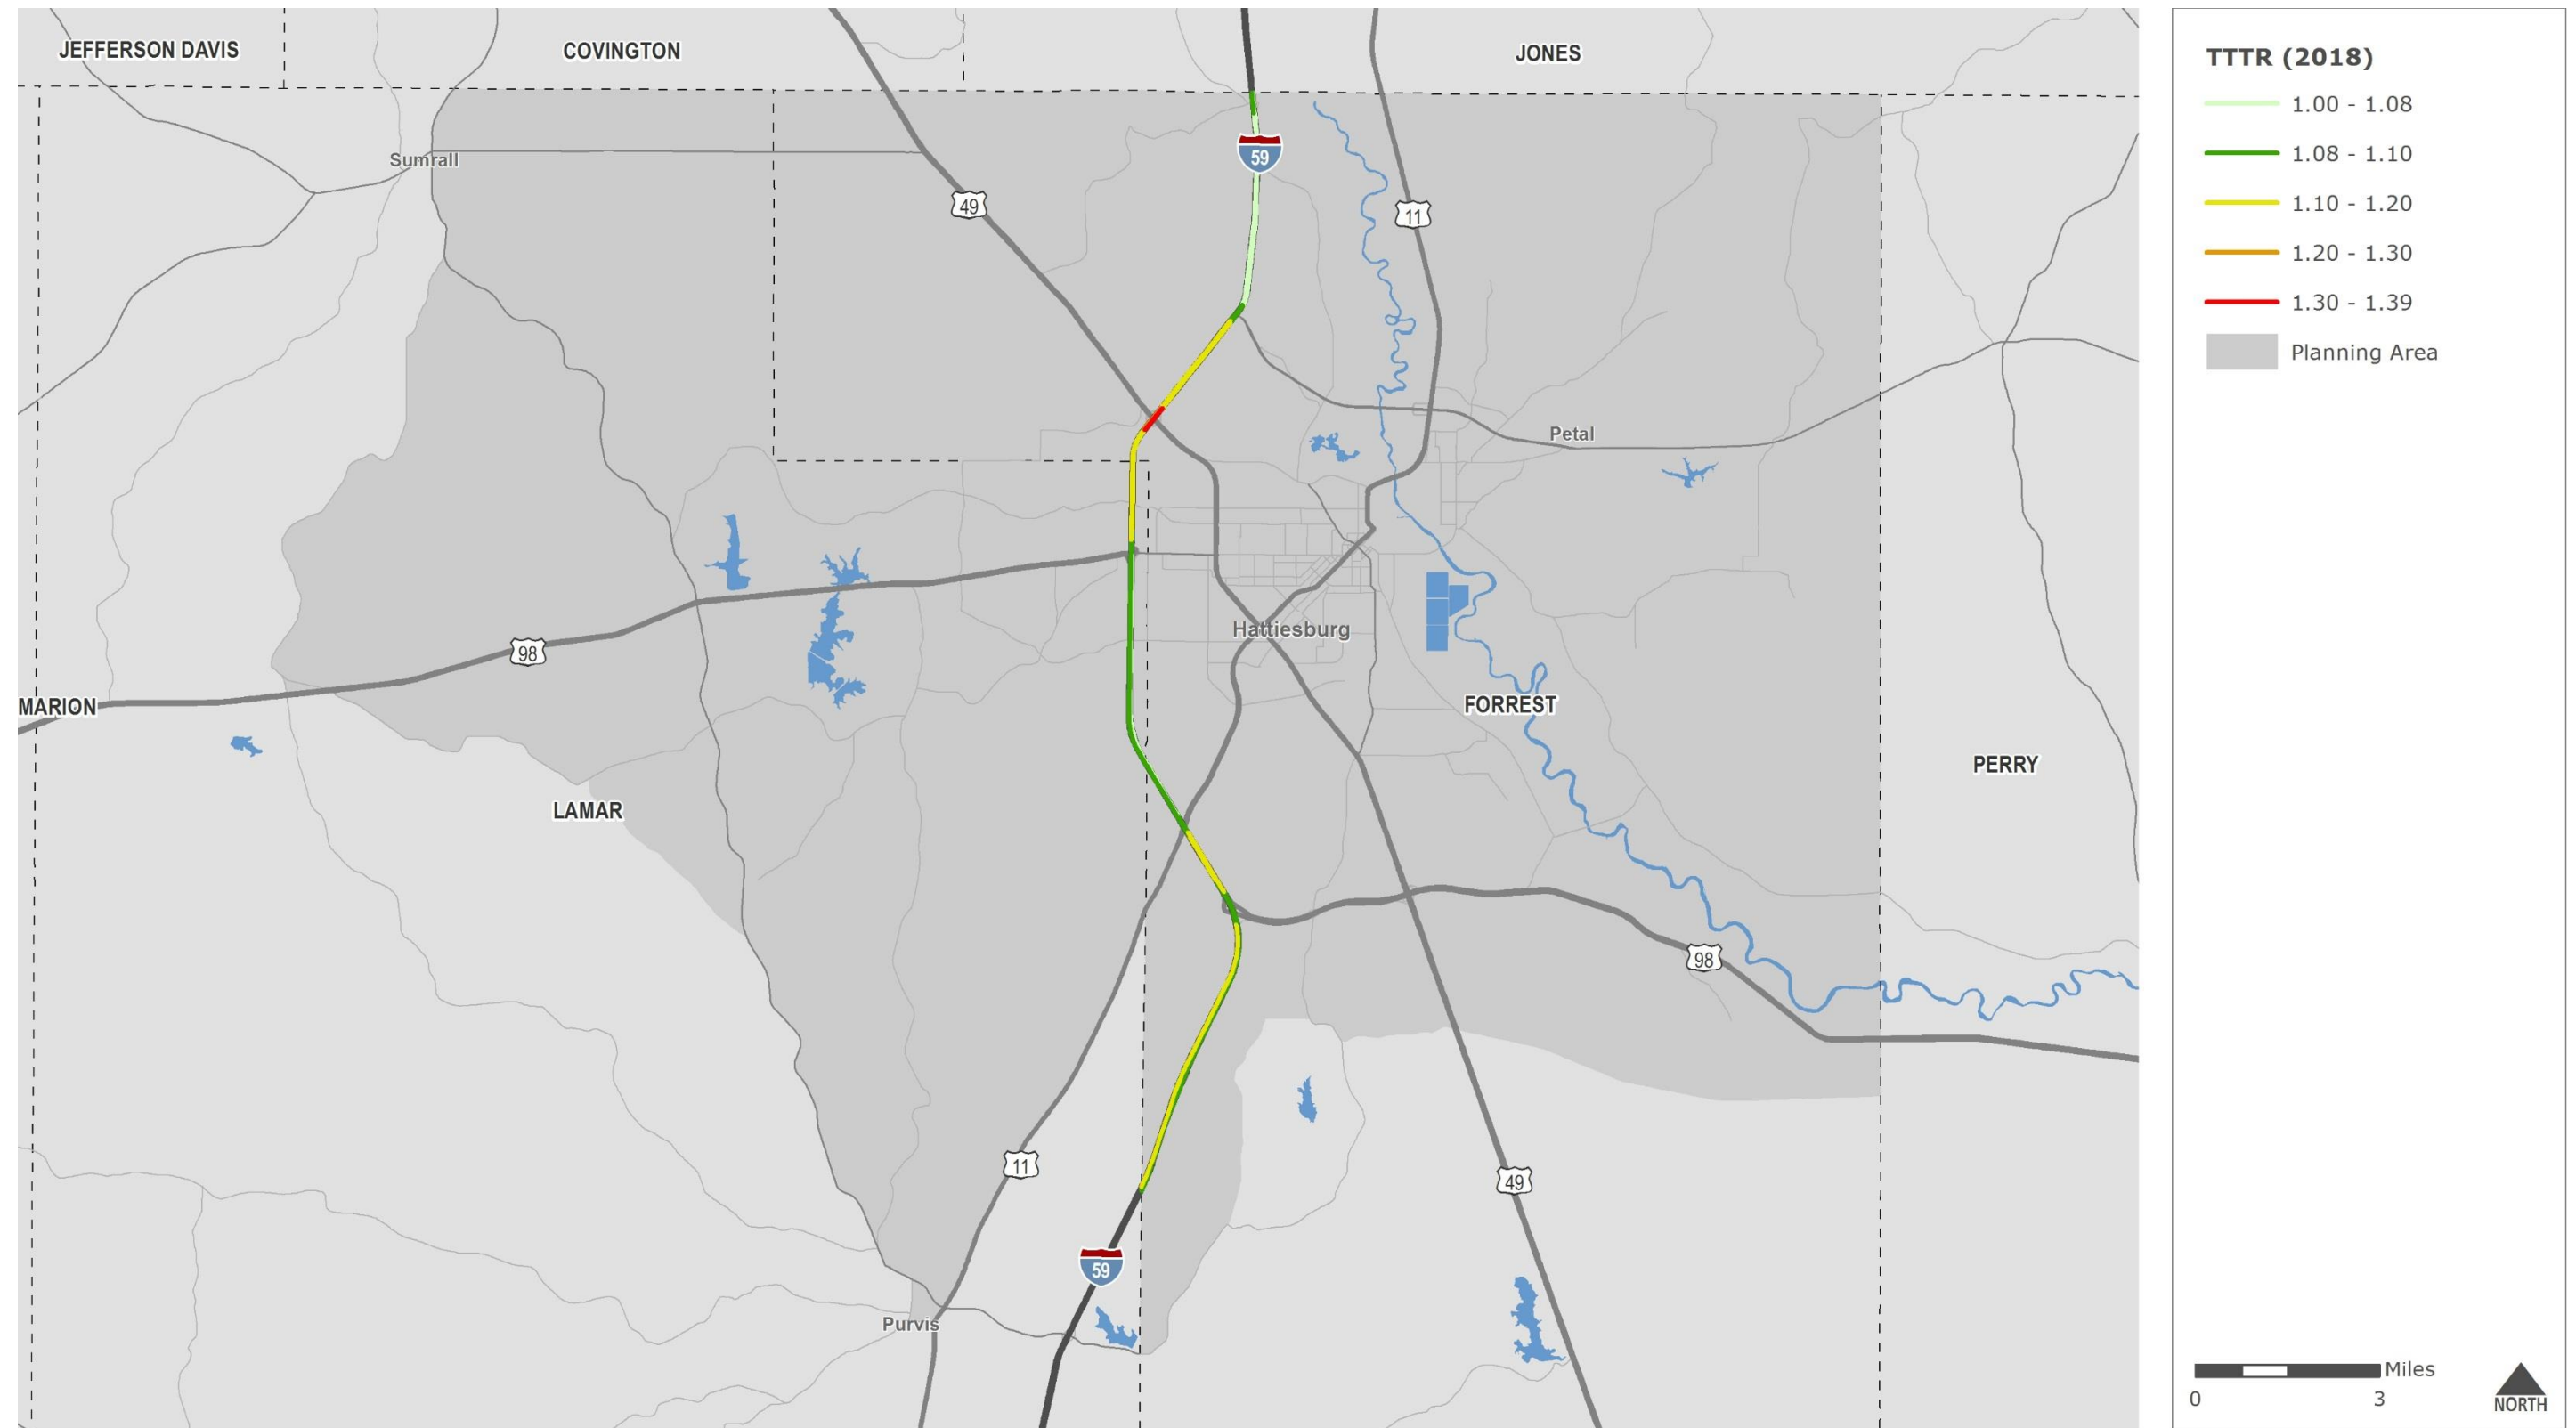 JEFFERSON DAVIS
COVINGTON
JONES
Sumrall
59
49
11
Petal
Hattiesburg
98
MARION
FORREST
PERRY
LAMAR
98
11
49
59
Purvis
TTTR (2018)
1.00 - 1.08
1.08 - 1.10
1.10 - 1.20
1.20 - 1.30
1.30 - 1.39
Planning Area
Miles
0 3
NORTH